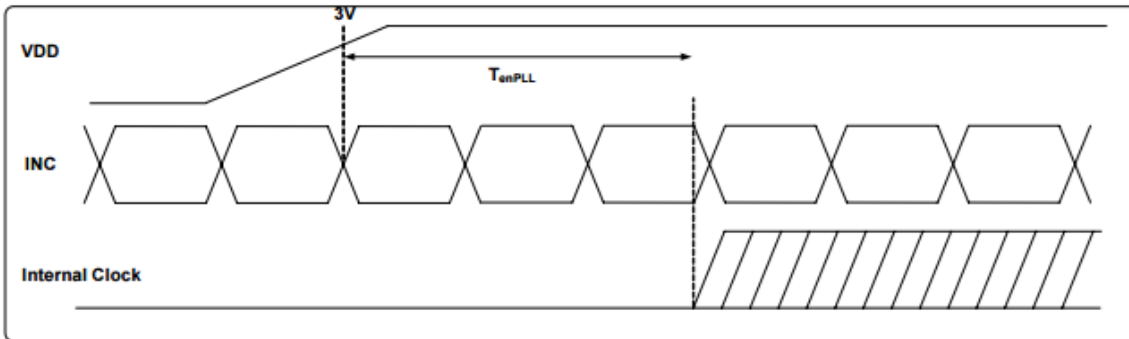 3V
VDD
TenPLL
INC
Internal Clock